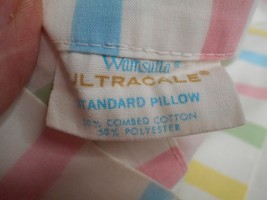 Wamsutta®
ULTRACALE®
STANDARD PILLOW
50% COMBED COTTON
50% POLYESTER